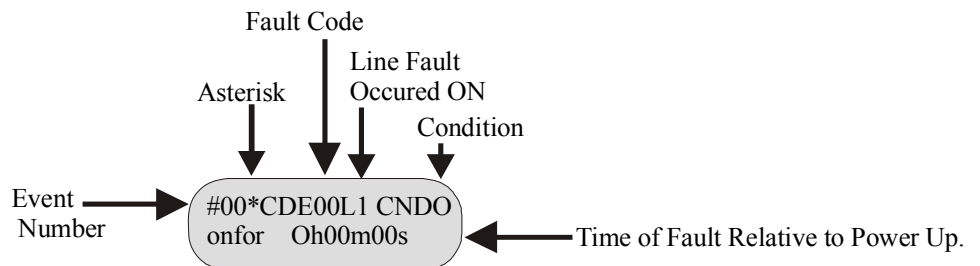 Fault Code
Line Fault
Occured ON
Asterisk
Condition
Event
Number
#00*CDE00L1 CNDO
onfor Oh00m00s
Time of Fault Relative to Power Up.